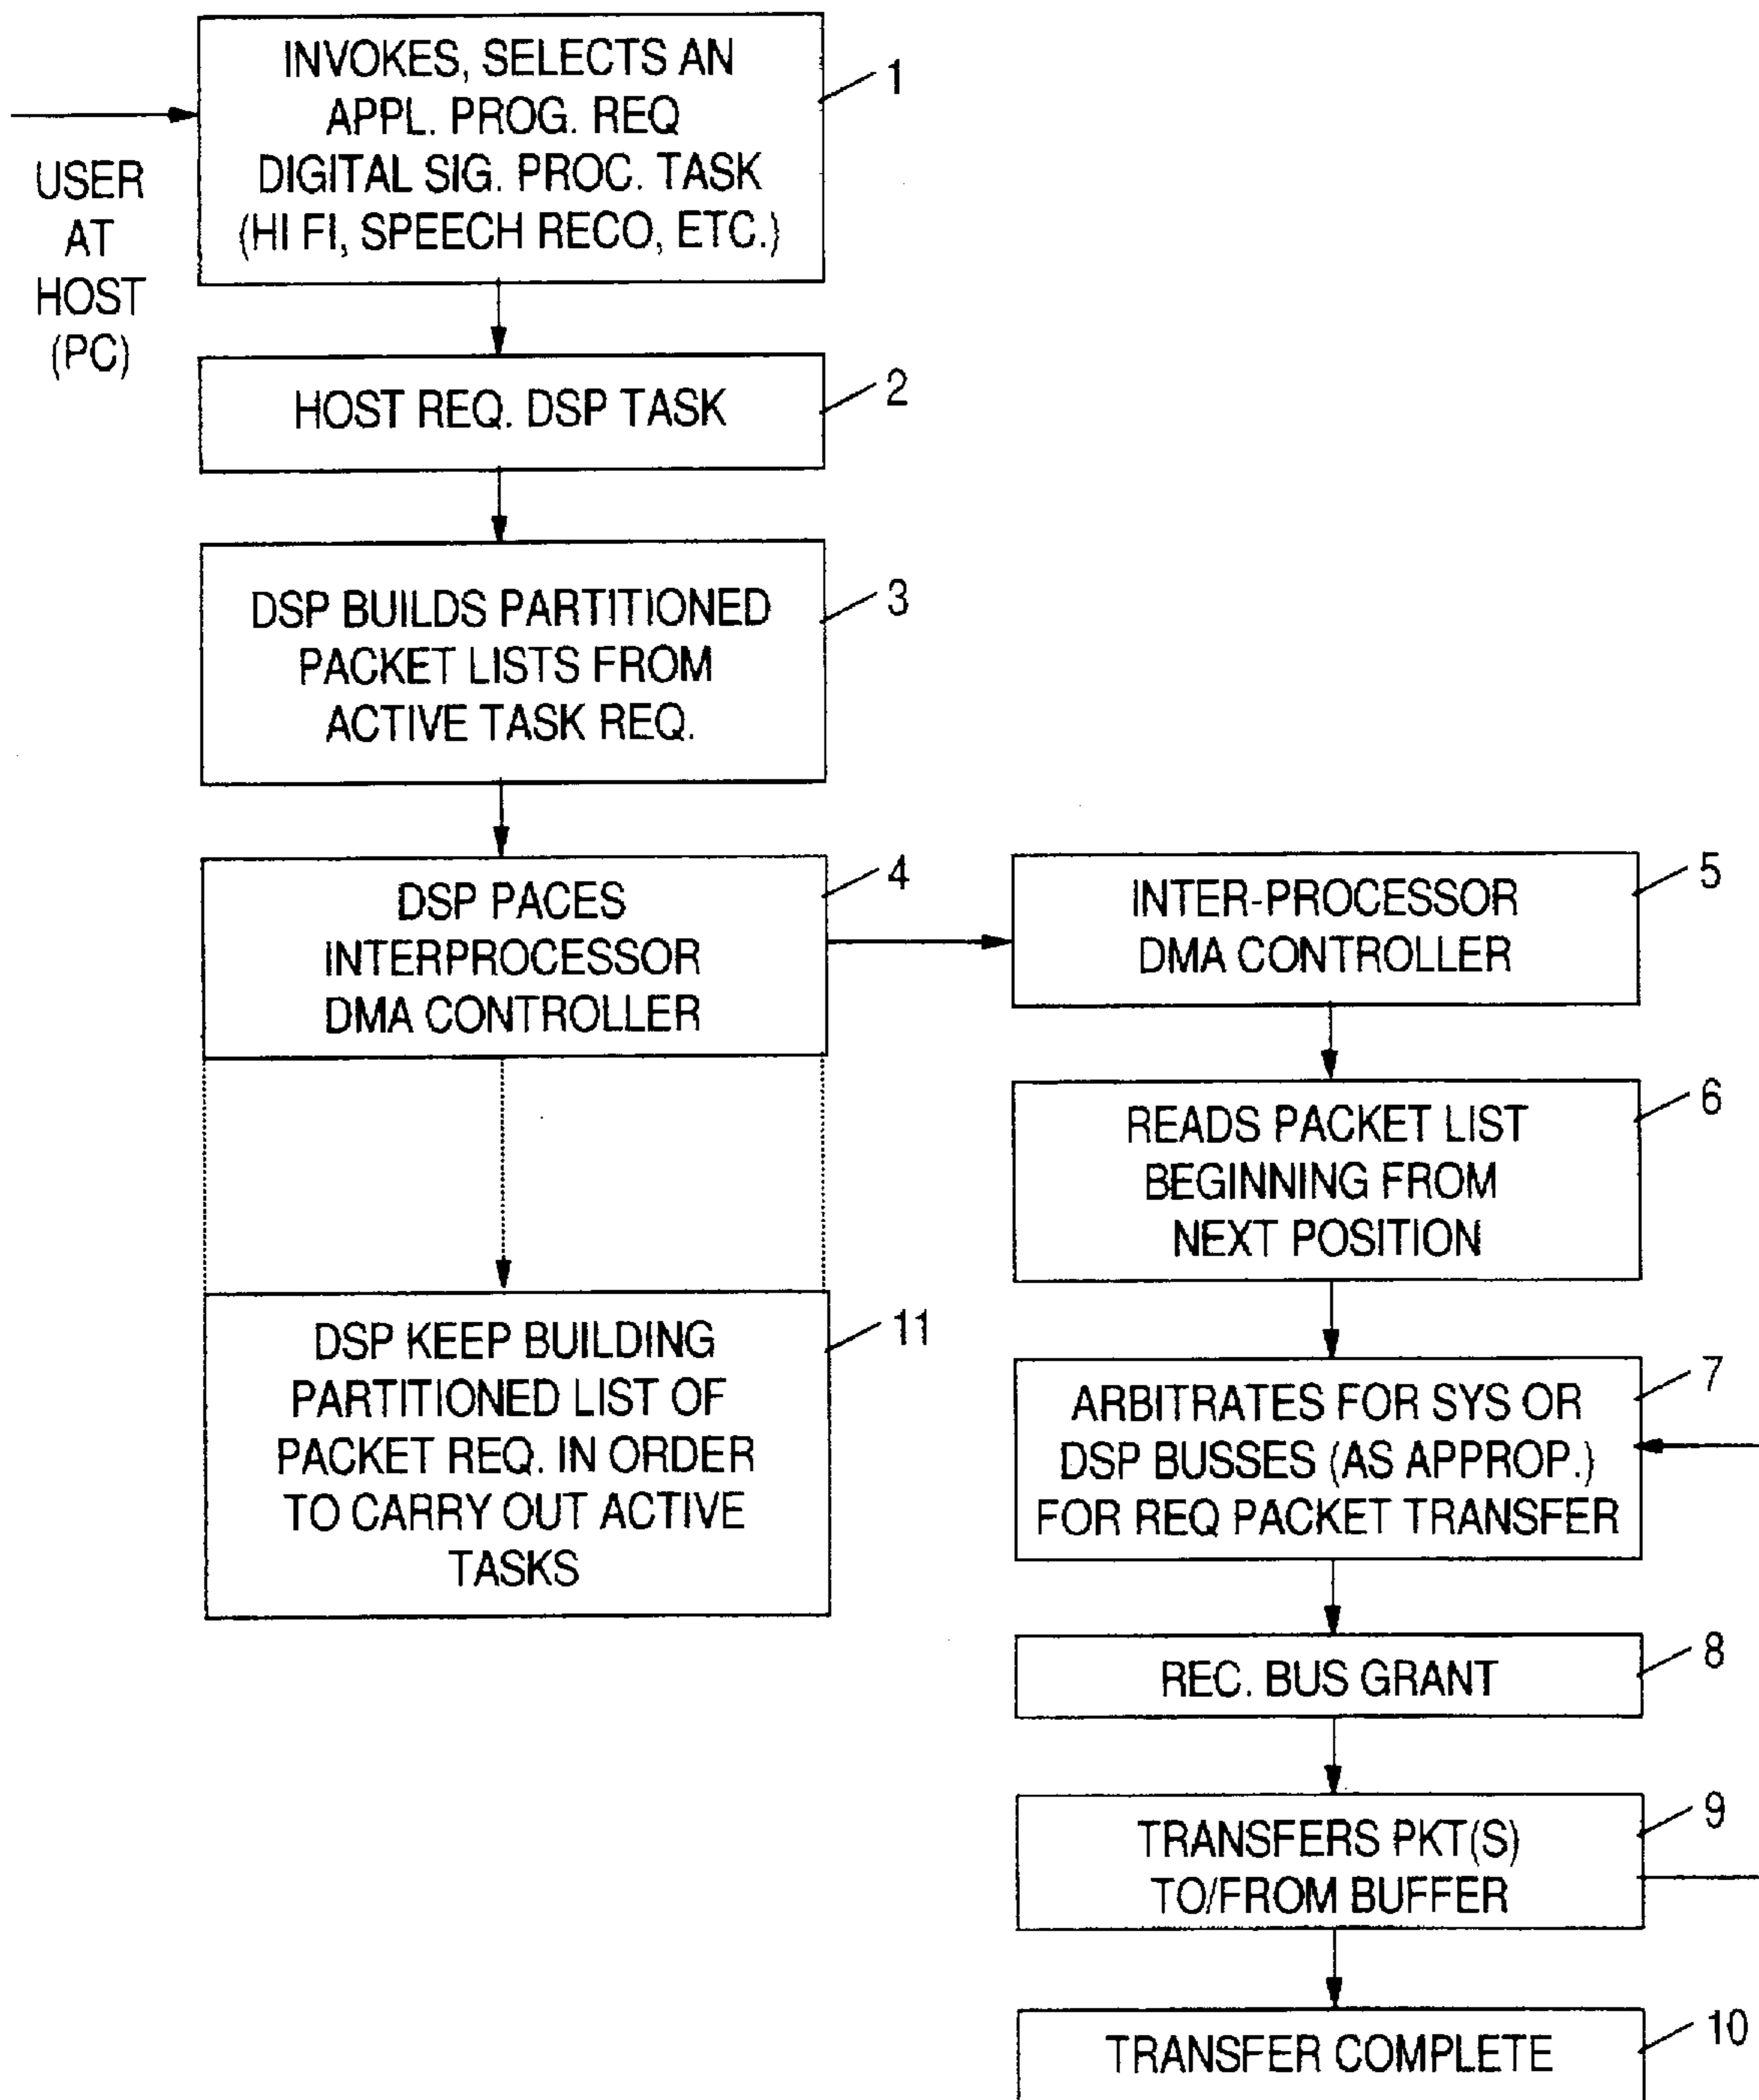 INVOKES, SELECTS AN
APPL. PROG. REQ
DIGITAL SIG. PROC. TASK
(HI FI, SPEECH RECO, ETC.)
1
USER
AT
HOST
(PC)
HOST REQ. DSP TASK
2
DSP BUILDS PARTITIONED
PACKET LISTS FROM
ACTIVE TASK REQ.
3
DSP PACES
INTERPROCESSOR
DMA CONTROLLER
4
INTER-PROCESSOR
DMA CONTROLLER
5
READS PACKET LIST
BEGINNING FROM
NEXT POSITION
6
DSP KEEP BUILDING
PARTITIONED LIST OF
PACKET REQ. IN ORDER
TO CARRY OUT ACTIVE
TASKS
11
ARBITRATES FOR SYS OR
DSP BUSSES (AS APPROP.)
FOR REQ PACKET TRANSFER
7
REC. BUS GRANT
8
TRANSFERS PKT(S)
TO/FROM BUFFER
9
TRANSFER COMPLETE
10